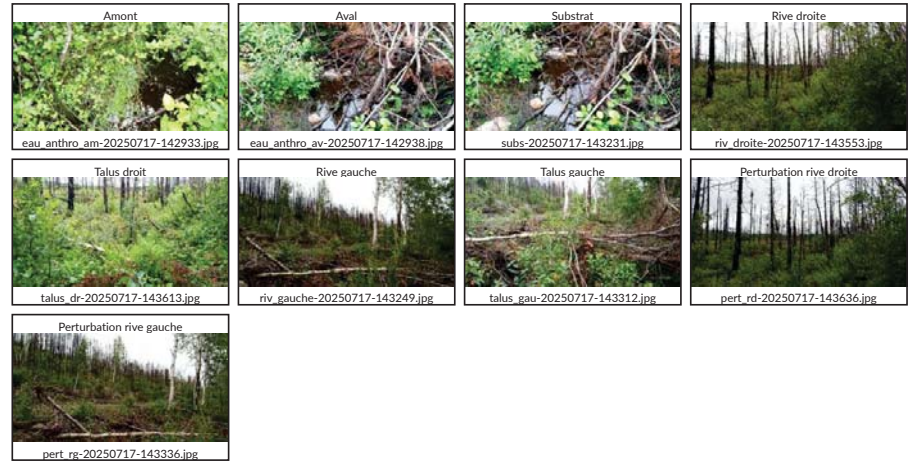 Amont
Aval
Substrat
Rive droite
eau_anthro_am-20250717-142933.jpg
eau_anthro_av-20250717-142938.jpg
subs-20250717-143231.jpg
riv_droite-20250717-143553.jpg
Talus droit
Rive gauche
Talus gauche
Perturbation rive droite
talus_dr-20250717-143613.jpg
riv_gauche-20250717-143249.jpg
talus_gau-20250717-143312.jpg
pert_rd-20250717-143636.jpg
Perturbation rive gauche
pert_rg-20250717-143336.jpg